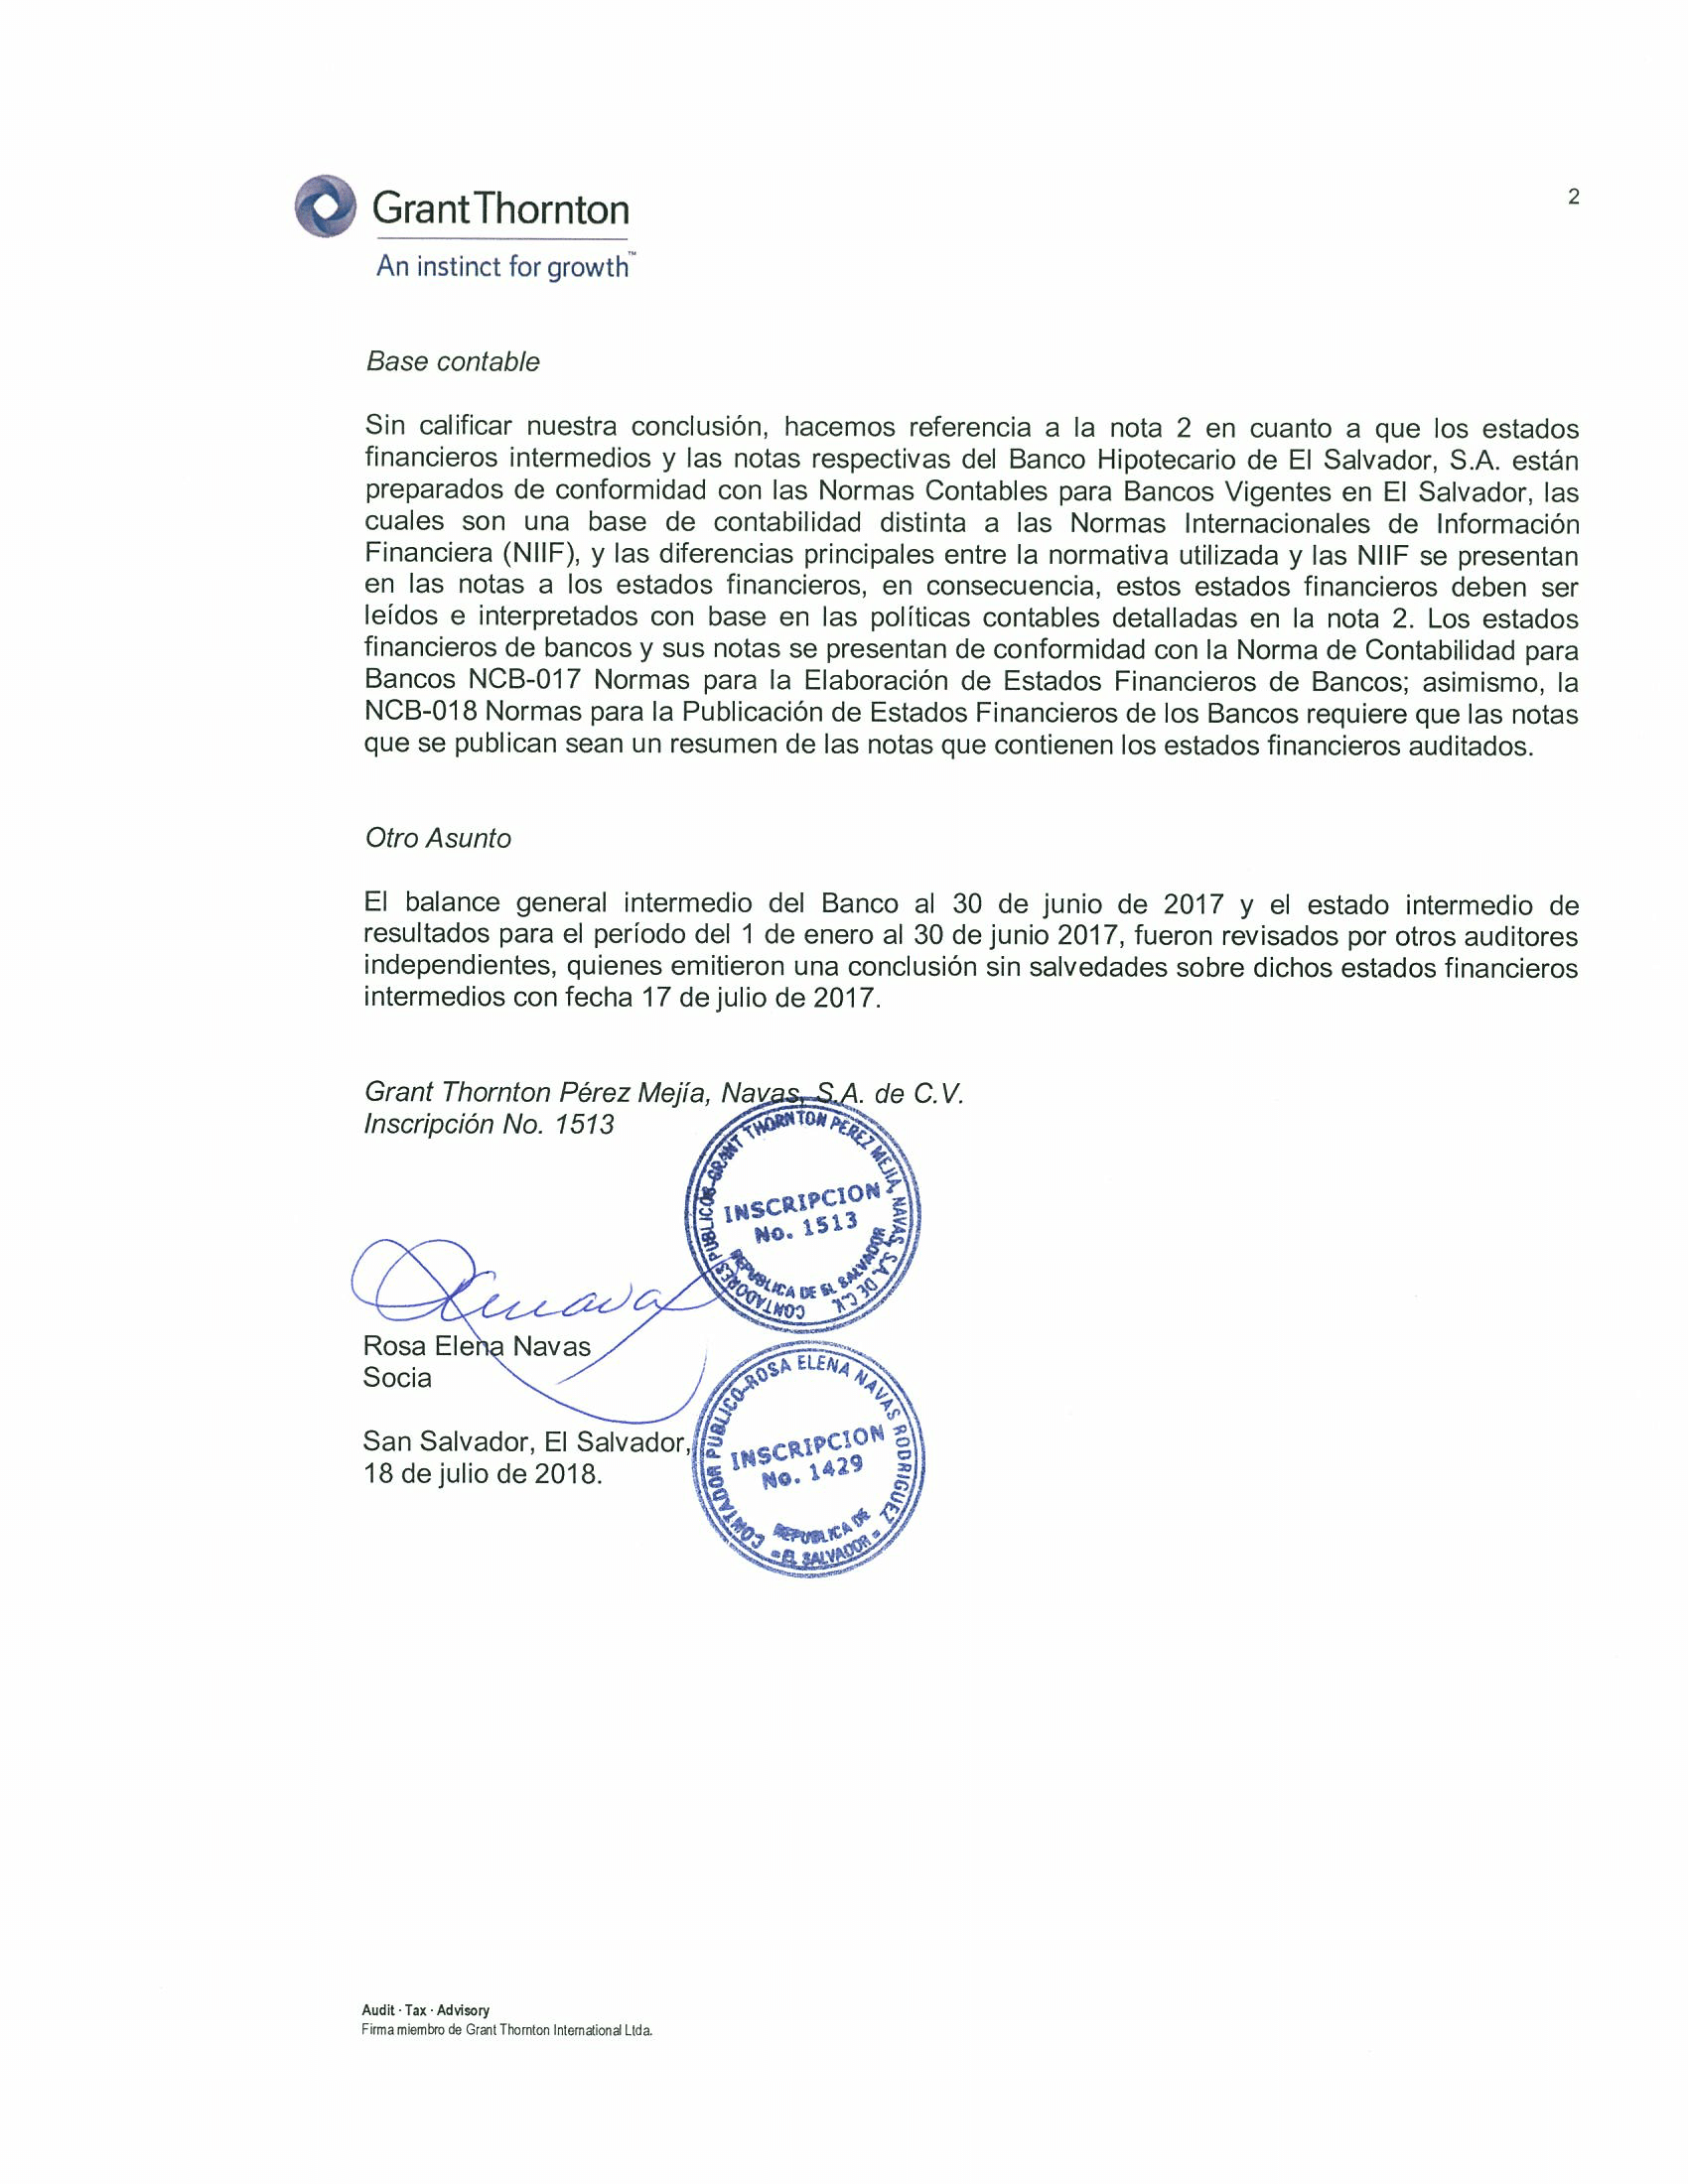 GrantThornton
An instinct for growth™
2
Base contable
Sin calificar nuestra conclusión, hacemos referencia a la nota 2 en cuanto a que los estados
financieros intermedios y las notas respectivas del Banco Hipotecario de El Salvador, S.A. están
preparados de conformidad con las Normas Contables para Bancos Vigentes en El Salvador, las
cuales son una base de contabilidad distinta a las Normas Internacionales de Información
Financiera (NIIF), y las diferencias principales entre la normativa utilizada y las NIIF se presentan
en las notas a los estados financieros, en consecuencia, estos estados financieros deben ser
leídos e interpretados con base en las políticas contables detalladas en la nota 2. Los estados
financieros de bancos y sus notas se presentan de conformidad con la Norma de Contabilidad para
Bancos NCB-017 Normas para la Elaboración de Estados Financieros de Bancos; asimismo, la
NCB-018 Normas para la Publicación de Estados Financieros de los Bancos requiere que las notas
que se publican sean un resumen de las notas que contienen los estados financieros auditados.
Otro Asunto
El balance general intermedio del Banco al 30 de junio de 2017 y el estado intermedio de
resultados para el período del 1 de enero al 30 de junio 2017, fueron revisados por otros auditores
independientes, quienes emitieron una conclusión sin salvedades sobre dichos estados financieros
intermedios con fecha 17 de julio de 2017.
Grant Thornton Pérez Mejía, Navas, S.A. de C.V.
Inscripción No. 1513
CONTADORES PUBLICOS-GRANT THORNTON PEREZ MEJIA, NAVAS, S.A. DE C.V.
INSCRIPCION
No. 1513
REPUBLICA DE EL SALVADOR
Rosa Elena Navas
Socia
San Salvador, El Salvador,
18 de julio de 2018.
CONTADOR PUBLICO-ROSA ELENA NAVAS RODRIGUEZ
INSCRIPCION
No. 1429
REPUBLICA DE
=EL SALVADOR=
Audit · Tax · Advisory
Firma miembro de Grant Thornton International Ltda.